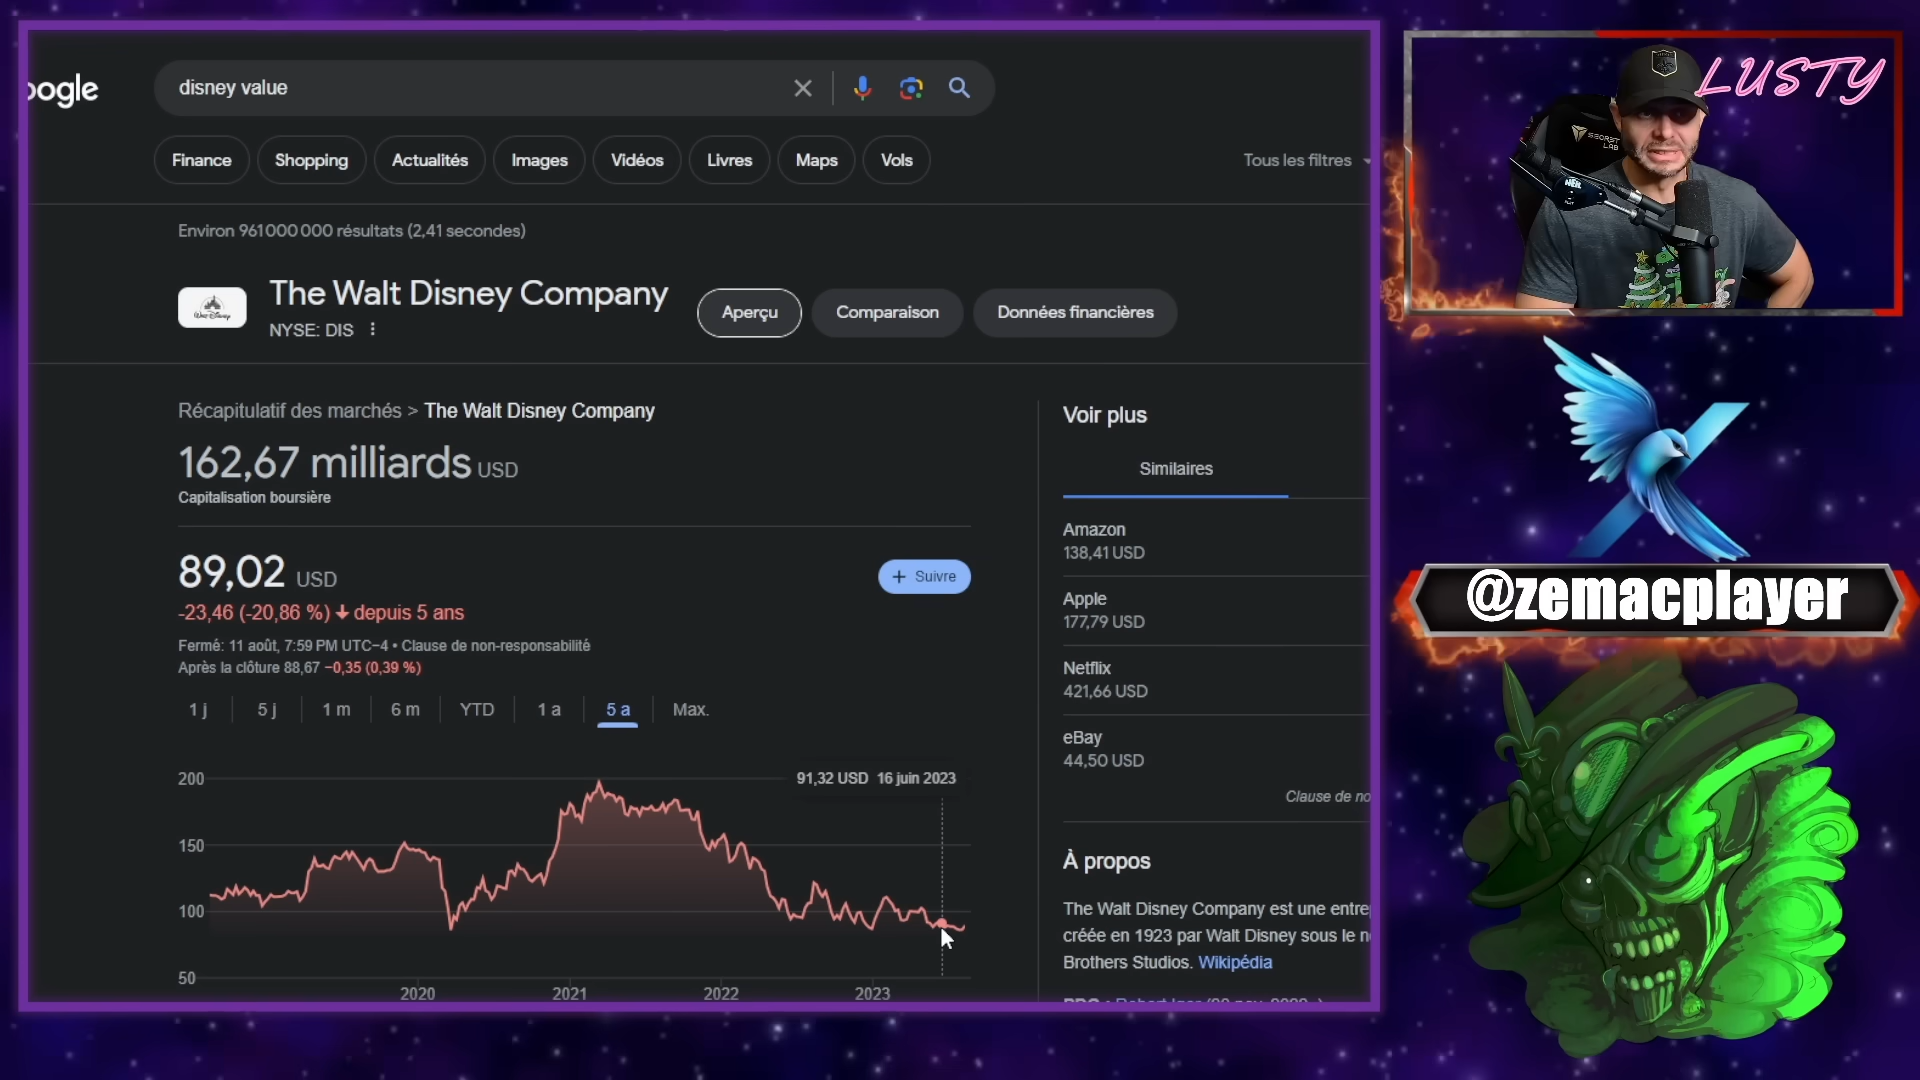 oogle
disney value
Finance
Shopping
Actualités
Images
Vidéos
Livres
Maps
Vols
Tous les filtres
Environ 961 000 000 résultats (2,41 secondes)
The Walt Disney Company
NYSE: DIS
Walt Disney
Aperçu
Comparaison
Données financières
Récapitulatif des marchés > The Walt Disney Company
162,67 milliards USD
Capitalisation boursière
89,02 USD
-23,46 (-20,86 %) depuis 5 ans
+ Suivre
Fermé: 11 août, 7:59 PM UTC−4 • Clause de non-responsabilité
Après la clôture 88,67 −0,35 (0,39 %)
1 j
5 j
1 m
6 m
YTD
1 a
5 a
Max.
91,32 USD 16 juin 2023
200
150
100
50
2020
2021
2022
2023
Voir plus
Similaires
Amazon
138,41 USD
Apple
177,79 USD
Netflix
421,66 USD
eBay
44,50 USD
Clause de no
À propos
The Walt Disney Company est une entre
créée en 1923 par Walt Disney sous le n
Brothers Studios. Wikipédia
LUSTY
SECRET
LAB
NEIL
@zemacplayer